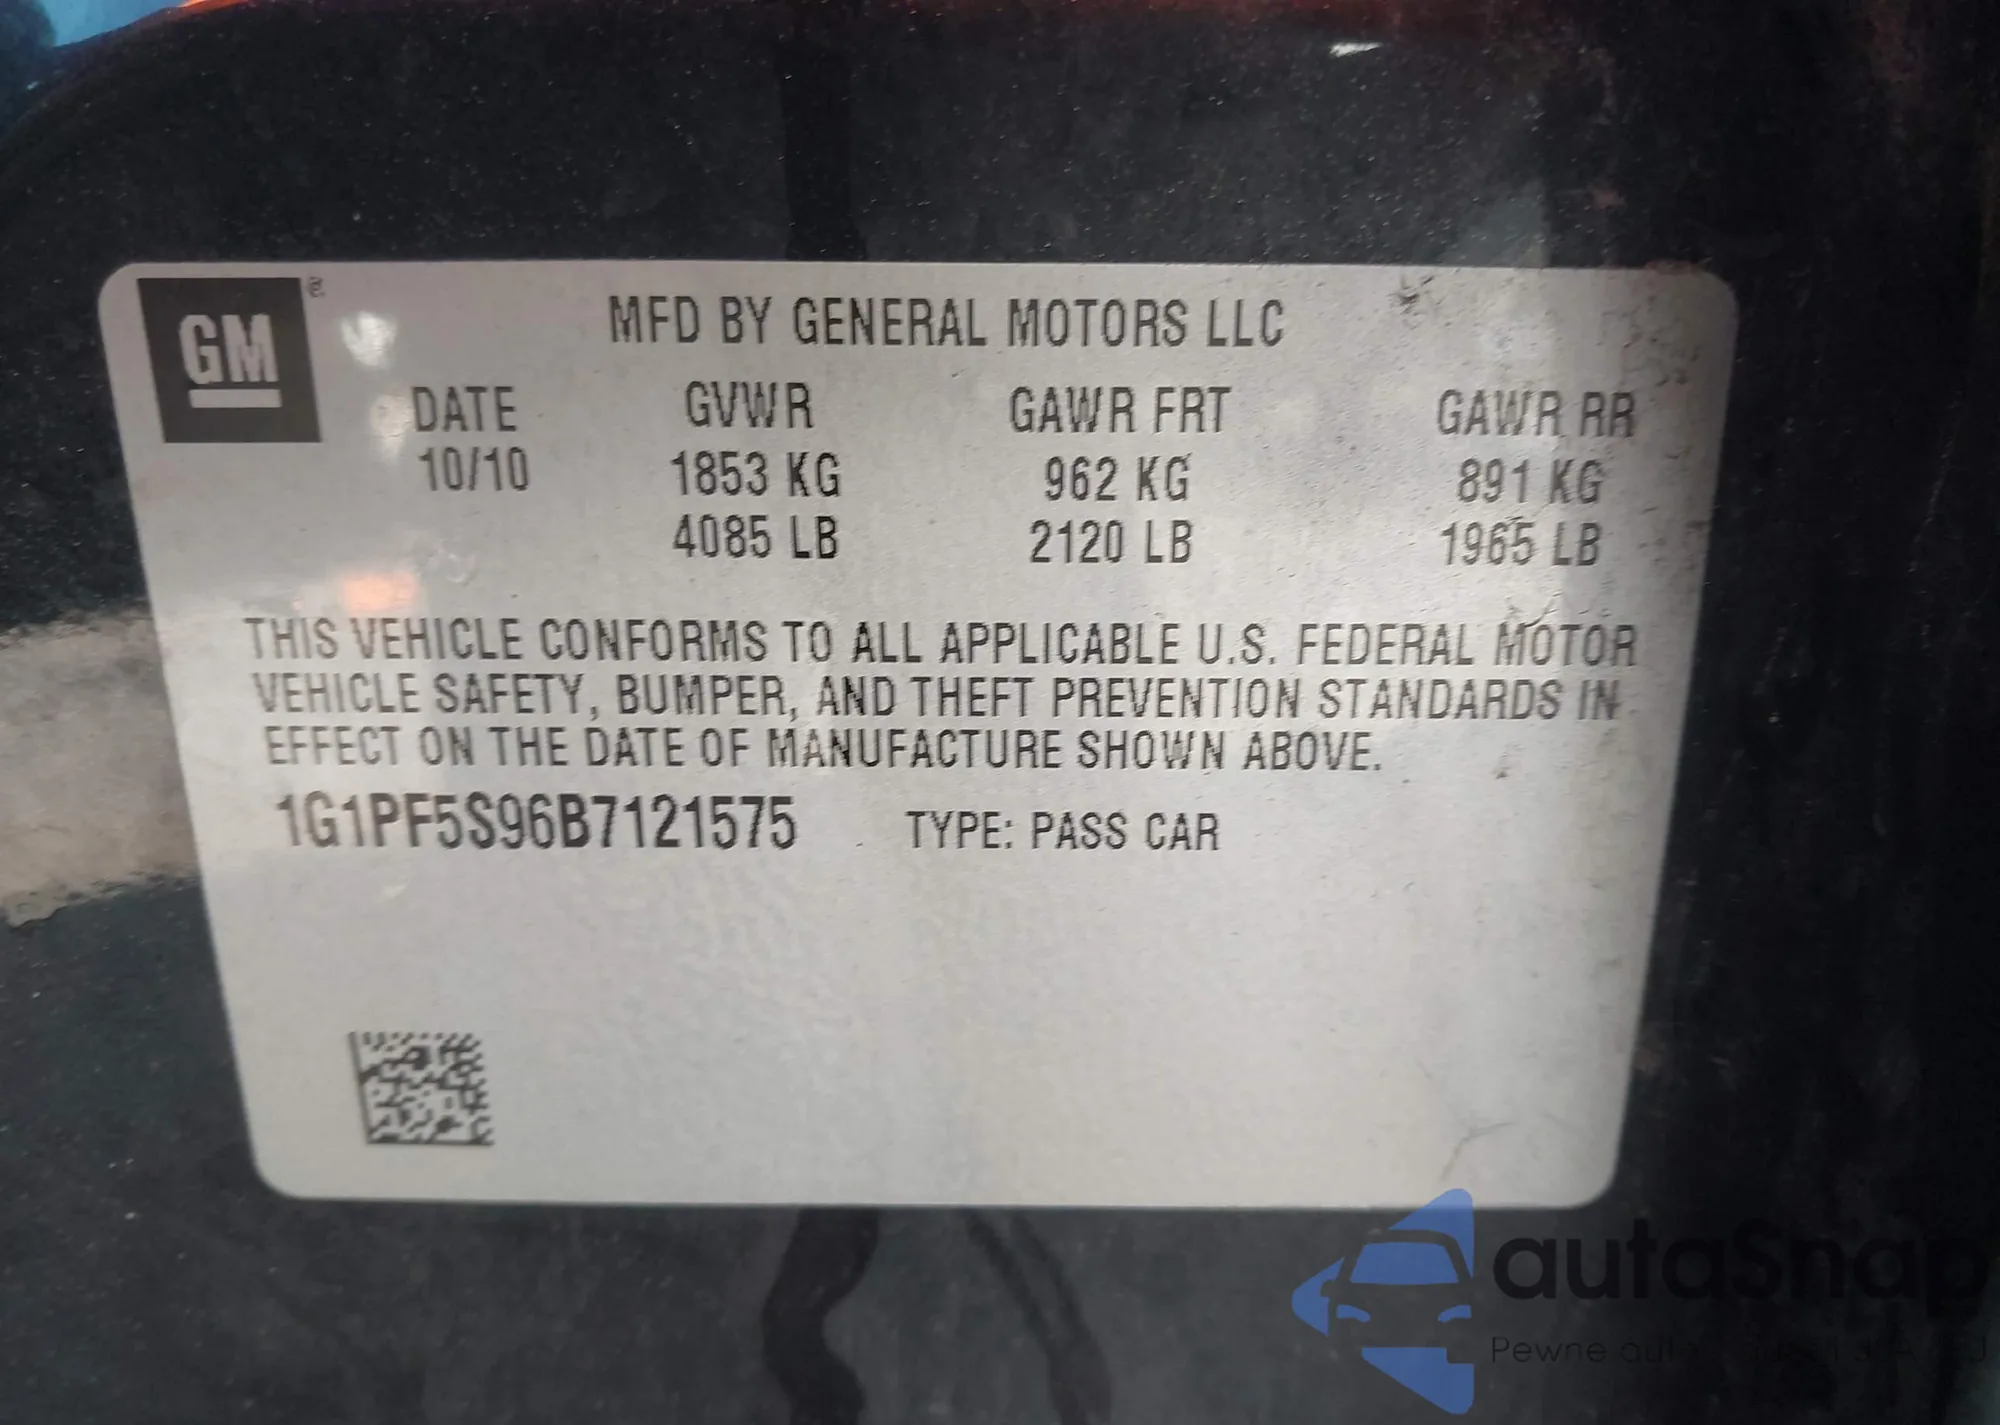 GM ®
MFD BY GENERAL MOTORS LLC
DATE GVWR GAWR FRT GAWR RR
10/10 1853 KG 962 KG 891 KG
4085 LB 2120 LB 1965 LB
THIS VEHICLE CONFORMS TO ALL APPLICABLE U.S. FEDERAL MOTOR
VEHICLE SAFETY, BUMPER, AND THEFT PREVENTION STANDARDS IN
EFFECT ON THE DATE OF MANUFACTURE SHOWN ABOVE.
1G1PF5S96B7121575 TYPE: PASS CAR
autaSnap
Pewne